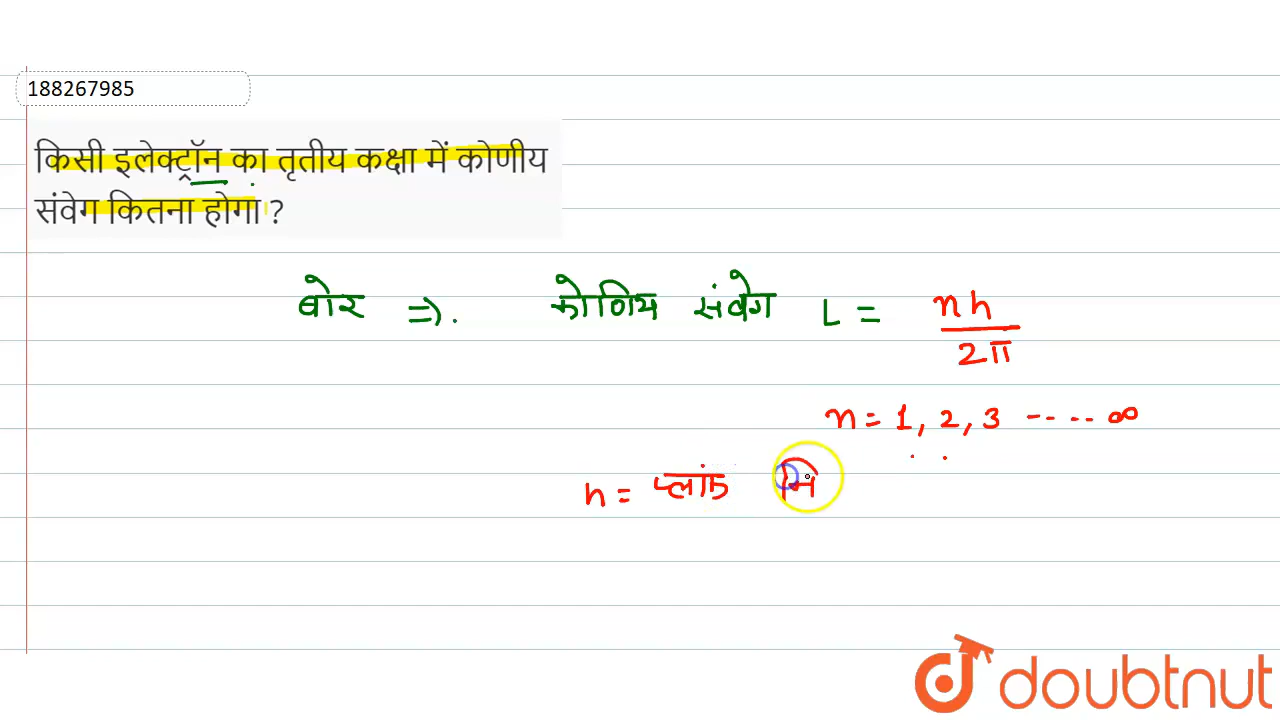 188267985
किसी इलेक्ट्रॉन का तृतीय कक्षा में कोणीय
संवेग कितना होगा ?
बोर ⇒. कोणिय संवेग L = nh/2π
n = 1, 2, 3 ---- ∞
h = प्लांक नि
doubtnut